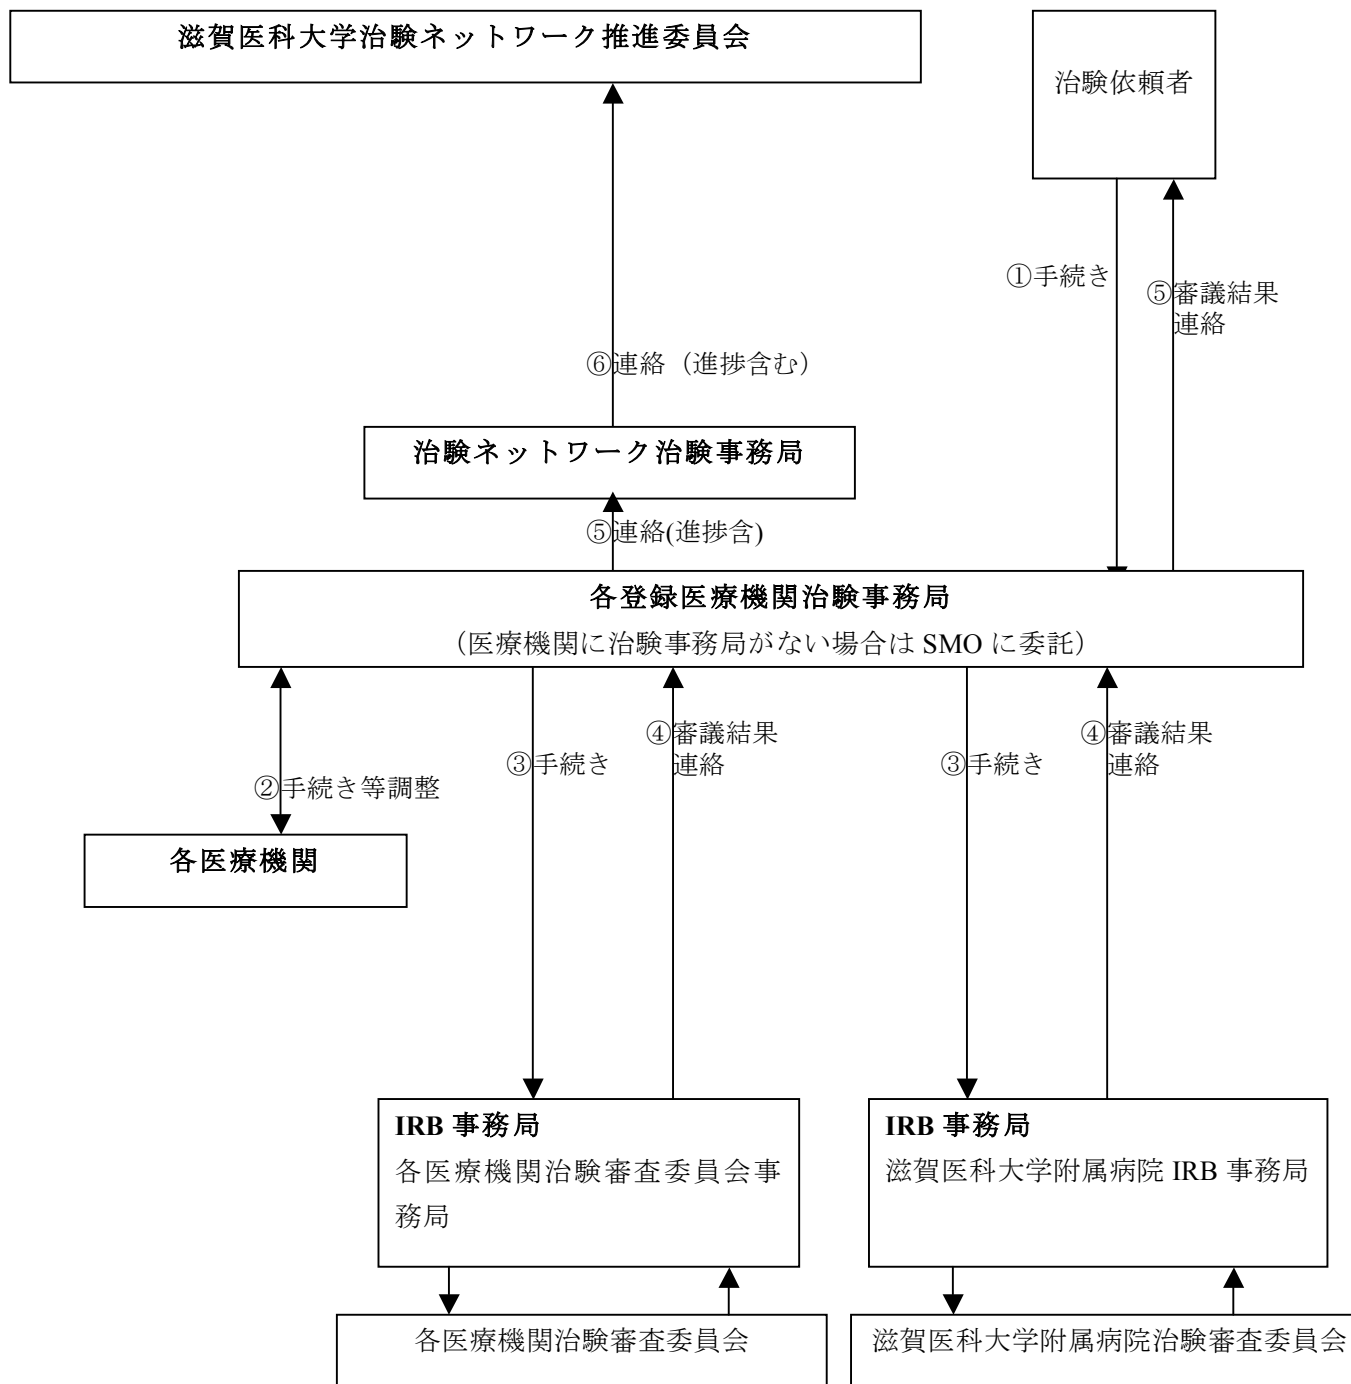 滋賀医科大学治験ネットワーク推進委員会
治験依頼者
①手続き
⑤審議結果
連絡
⑥連絡（進捗含む）
治験ネットワーク治験事務局
⑤連絡(進捗含)
各登録医療機関治験事務局
（医療機関に治験事務局がない場合は SMO に委託）
②手続き等調整
③手続き
④審議結果
連絡
③手続き
④審議結果
連絡
各医療機関
IRB 事務局
各医療機関治験審査委員会事
務局
IRB 事務局
滋賀医科大学附属病院 IRB 事務局
各医療機関治験審査委員会
滋賀医科大学附属病院治験審査委員会